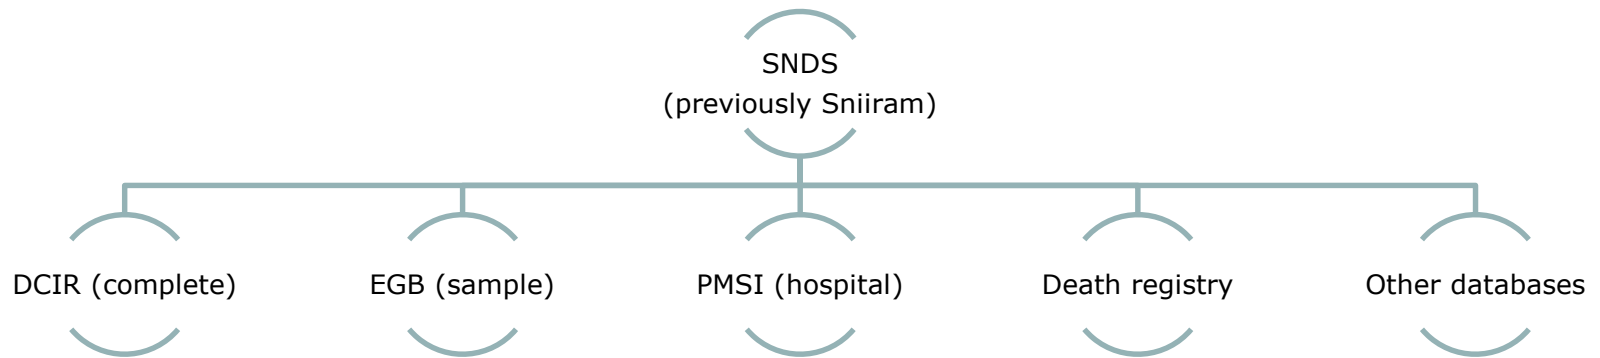 SNDS
(previously Sniiram)
DCIR (complete)
EGB (sample)
PMSI (hospital)
Death registry
Other databases